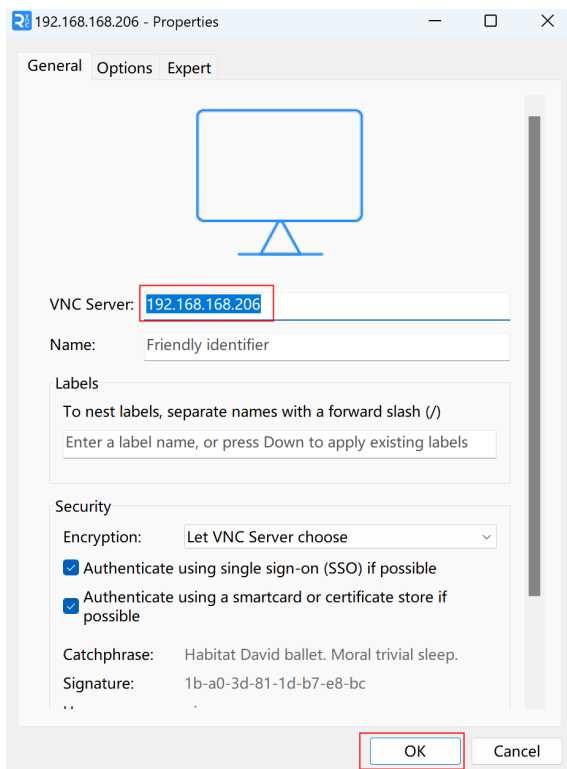 192.168.168.206 - Properties
General Options Expert
VNC Server: 192.168.168.206
Name: Friendly identifier
Labels
To nest labels, separate names with a forward slash (/)
Enter a label name, or press Down to apply existing labels
Security
Encryption: Let VNC Server choose
Authenticate using single sign-on (SSO) if possible
Authenticate using a smartcard or certificate store if
possible
Catchphrase: Habitat David ballet. Moral trivial sleep.
Signature: 1b-a0-3d-81-1d-b7-e8-bc
OK Cancel